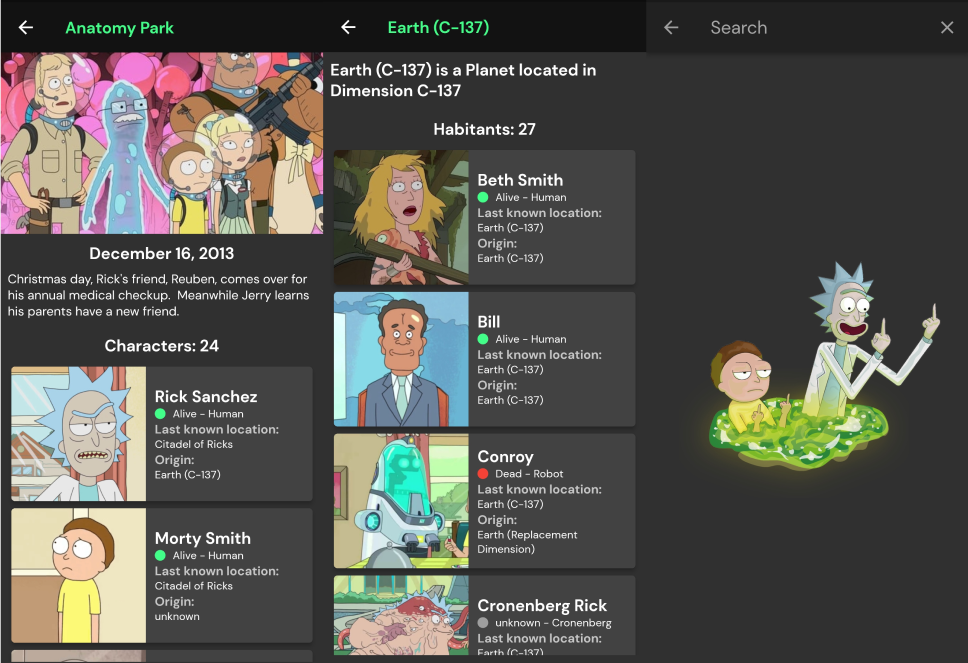 Anatomy Park
December 16, 2013
Christmas day, Rick's friend, Reuben, comes over for
his annual medical checkup.  Meanwhile Jerry learns
his parents have a new friend.
Characters: 24
Rick Sanchez
Alive - Human
Last known location:
Citadel of Ricks
Origin:
Earth (C-137)
Morty Smith
Alive - Human
Last known location:
Citadel of Ricks
Origin:
unknown
Earth (C-137)
Earth (C-137) is a Planet located in
Dimension C-137
Habitants: 27
Beth Smith
Alive - Human
Last known location:
Earth (C-137)
Origin:
Earth (C-137)
Bill
Alive - Human
Last known location:
Earth (C-137)
Origin:
Earth (C-137)
Conroy
Dead - Robot
Last known location:
Earth (C-137)
Origin:
Earth (Replacement
Dimension)
Cronenberg Rick
unknown - Cronenberg
Last known location:
Earth (C-137)
Search